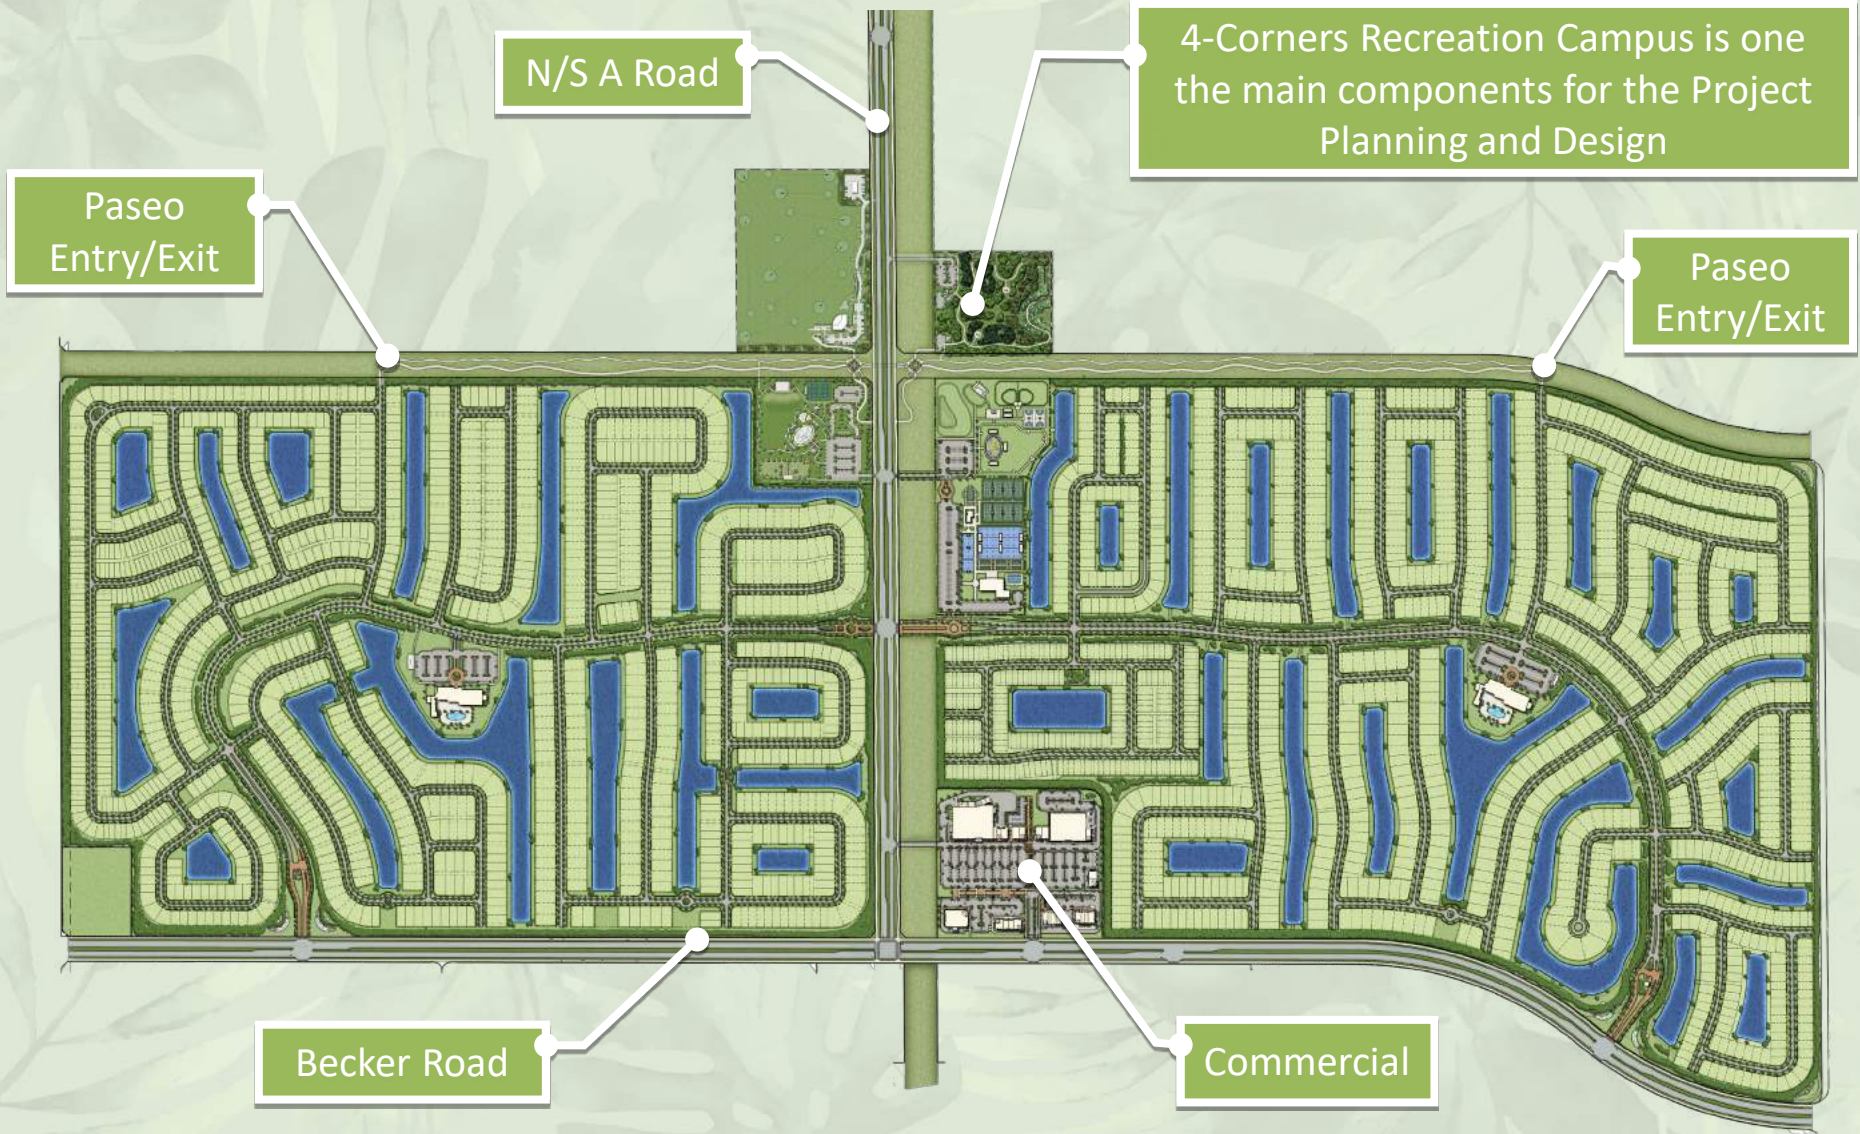 N/S A Road
4-Corners Recreation Campus is one
the main components for the Project
Planning and Design
Paseo
Entry/Exit
Paseo
Entry/Exit
Becker Road
Commercial